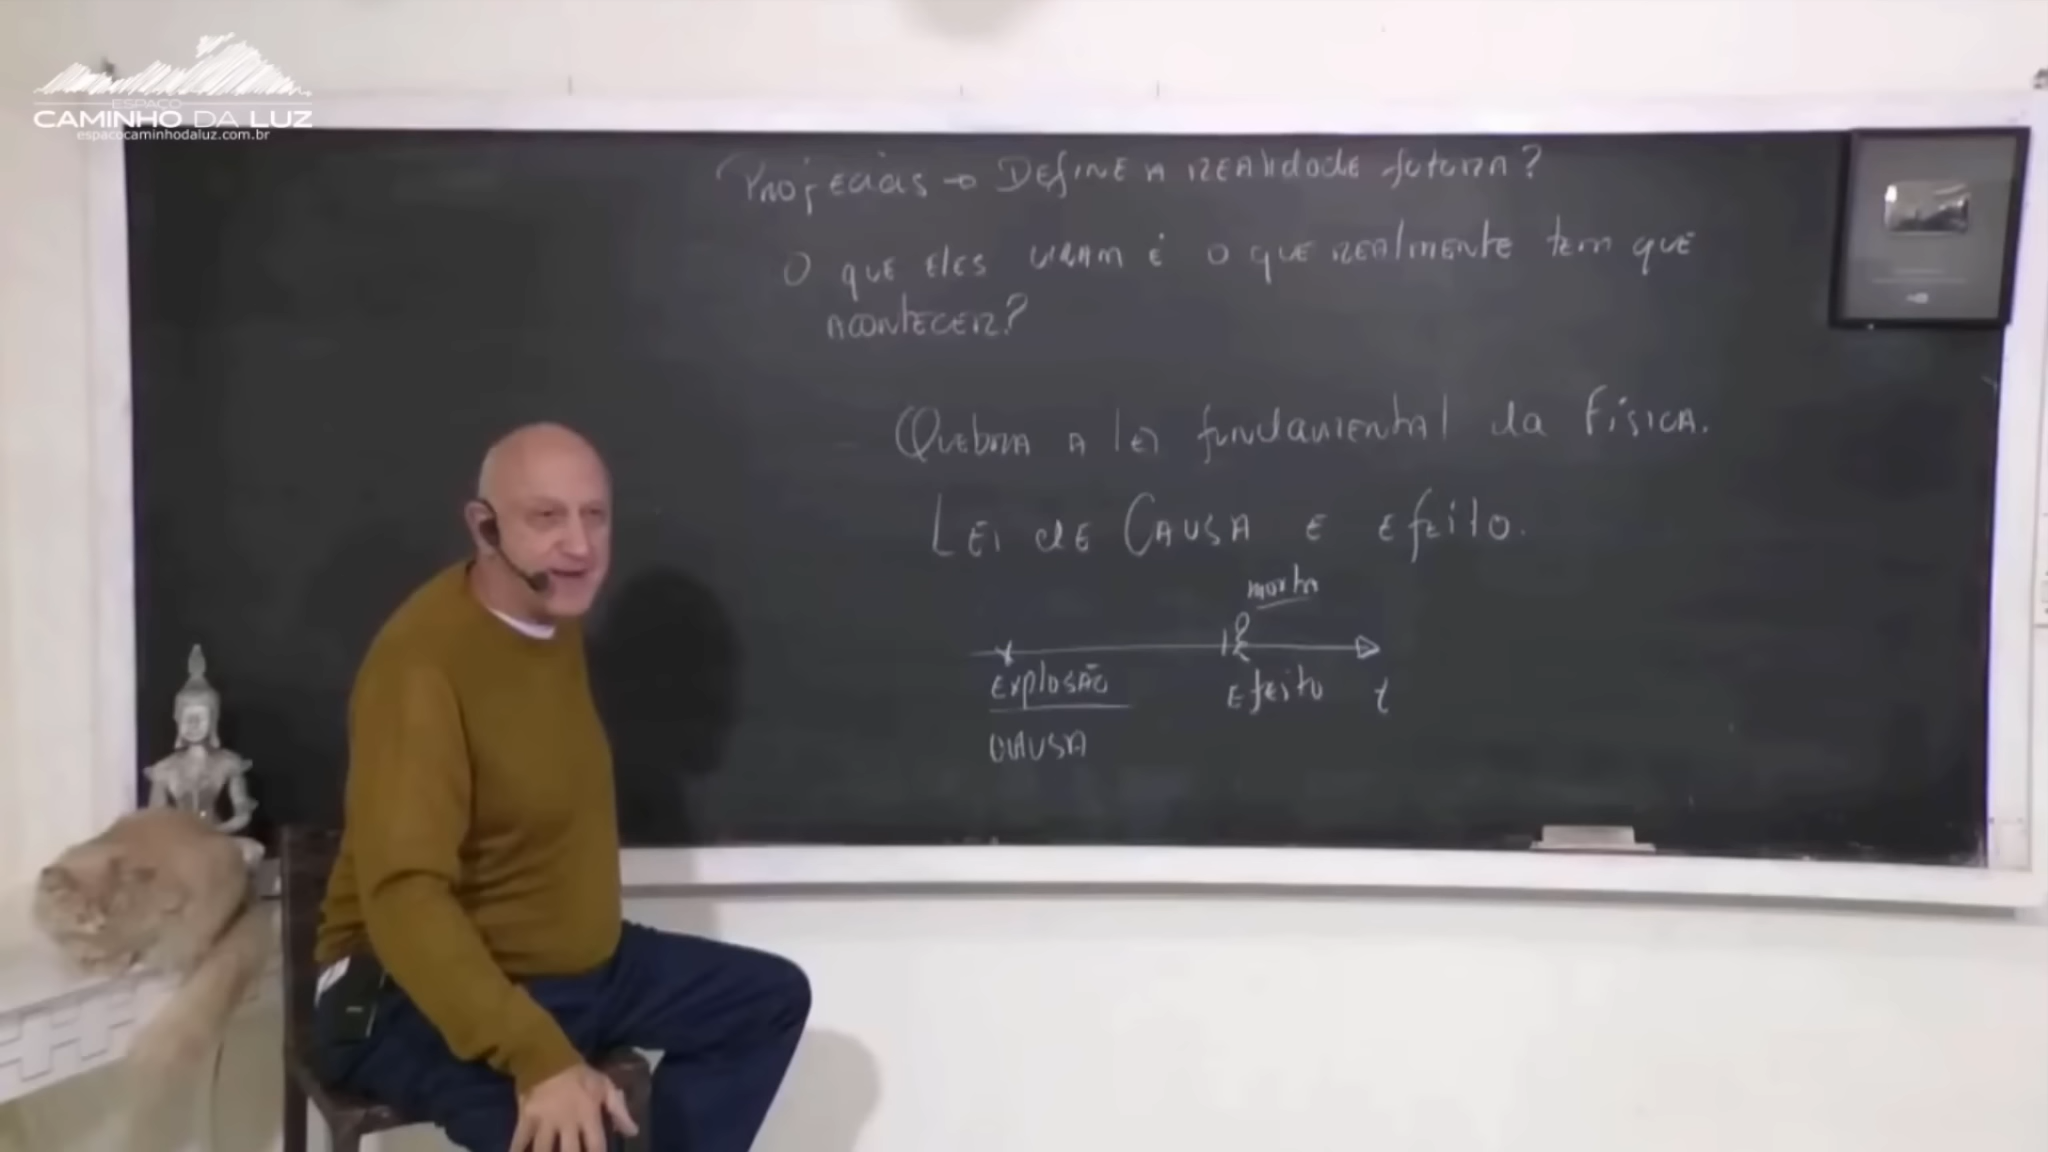 ESPAÇO
CAMINHO DA LUZ
espacocaminhodaluz.com.br
Profecias → Define a realidade futura?
O que eles viram é o que realmente tem que
acontecer?
Quebra a lei fundamental da Física.
Lei de Causa e efeito.
morta
explosão
Efeito t
causa